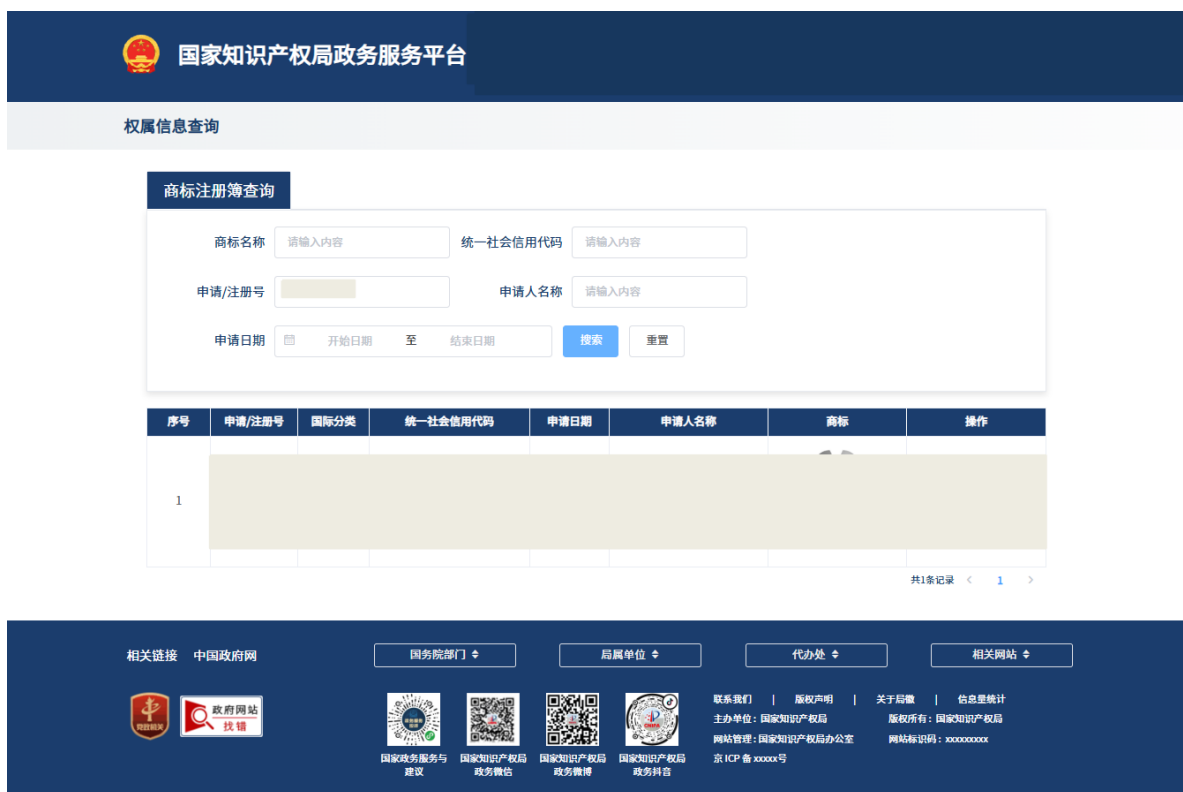 国家知识产权局政务服务平台
权属信息查询
商标注册簿查询
商标名称 请输入内容 统一社会信用代码 请输入内容
申请/注册号 申请人名称 请输入内容
申请日期 开始日期 至 结束日期 搜索 重置
序号 申请/注册号 国际分类 统一社会信用代码 申请日期 申请人名称 商标 操作
1
共1条记录 < 1 >
相关链接 中国政府网 国务院部门 局属单位 代办处 相关网站
党政机关
政府网站
找错
联系我们 | 版权声明 | 关于局徽 | 信息量统计
主办单位：国家知识产权局 版权所有：国家知识产权局
网站管理：国家知识产权局办公室 网站标识码：xxxxxxxxx
京 ICP 备 xxxxx号
国家政务服务与
建议
国家知识产权局
政务微信
国家知识产权局
政务微博
国家知识产权局
政务抖音